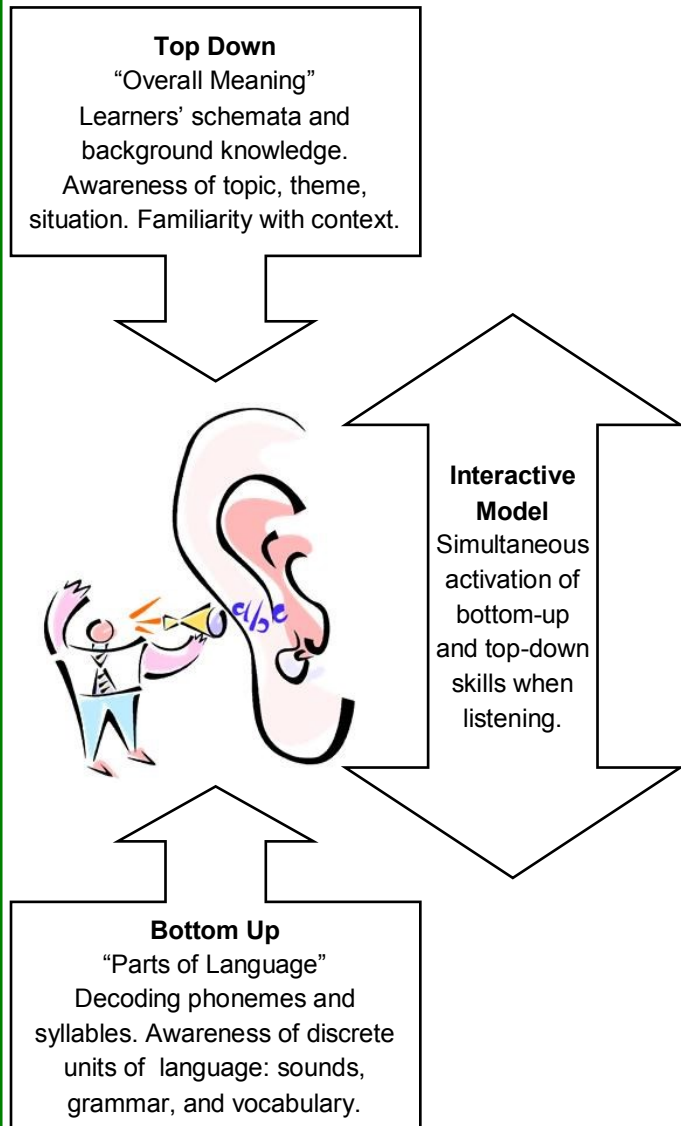 Top Down
“Overall Meaning”
Learners’ schemata and
background knowledge.
Awareness of topic, theme,
situation. Familiarity with context.
a/b/c
Interactive
Model
Simultaneous
activation of
bottom-up
and top-down
skills when
listening.
Bottom Up
“Parts of Language”
Decoding phonemes and
syllables. Awareness of discrete
units of language: sounds,
grammar, and vocabulary.